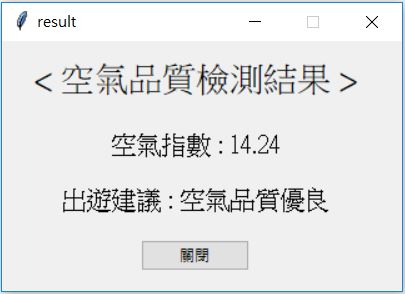 result
< 空氣品質檢測結果 >
空氣指數 : 14.24
出遊建議 : 空氣品質優良
關閉